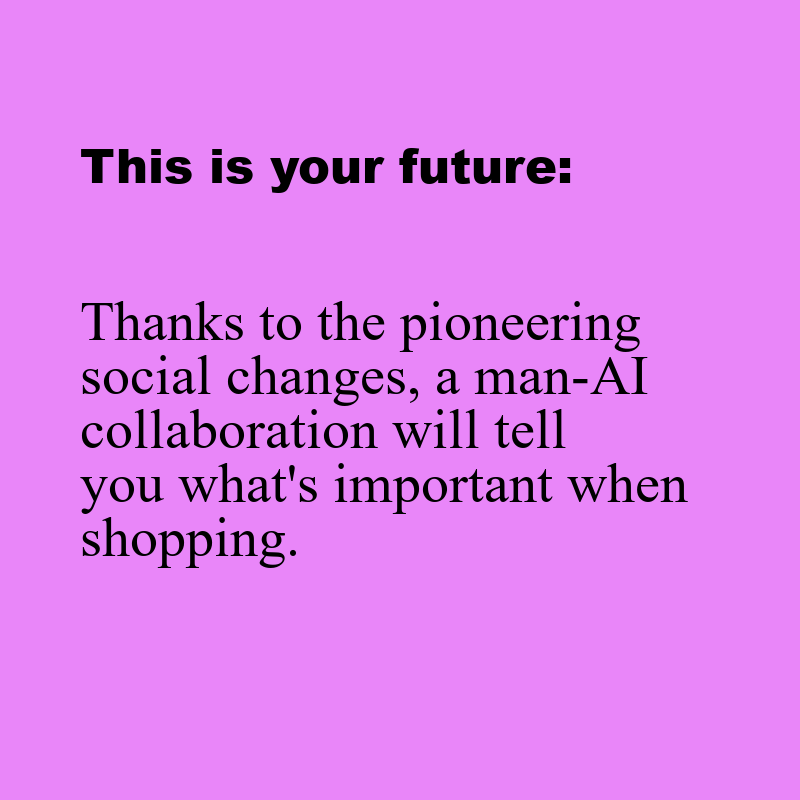 This is your future:
Thanks to the pioneering
social changes, a man-AI
collaboration will tell
you what's important when
shopping.